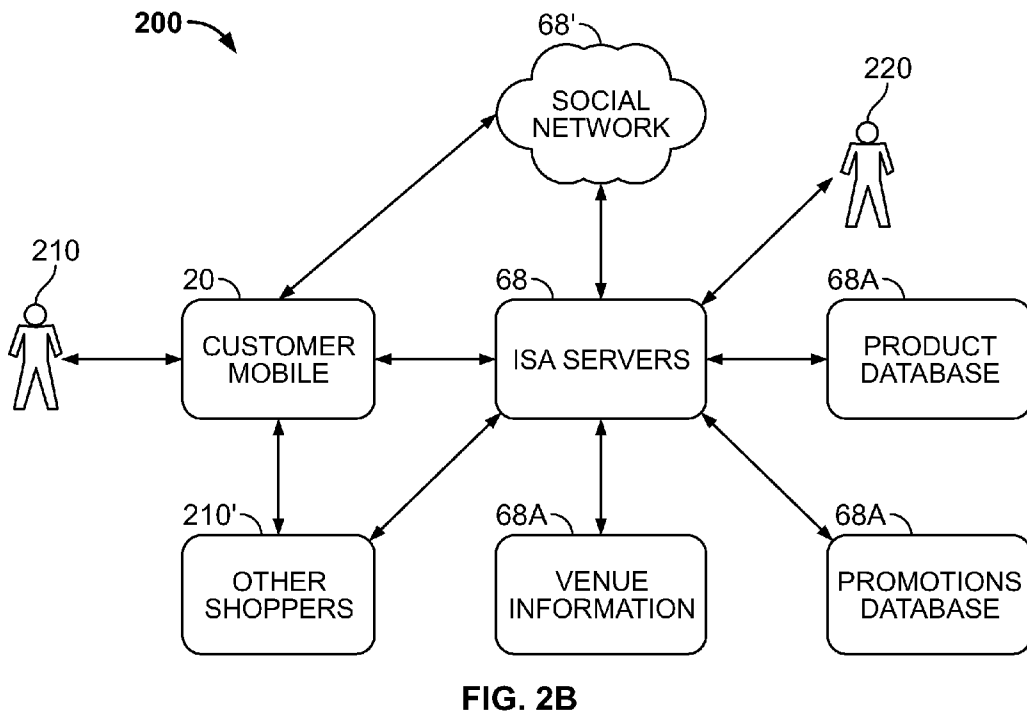 200
68'
SOCIAL
NETWORK
220
210
20
CUSTOMER
MOBILE
68
ISA SERVERS
68A
PRODUCT
DATABASE
210'
OTHER
SHOPPERS
68A
VENUE
INFORMATION
68A
PROMOTIONS
DATABASE
FIG. 2B